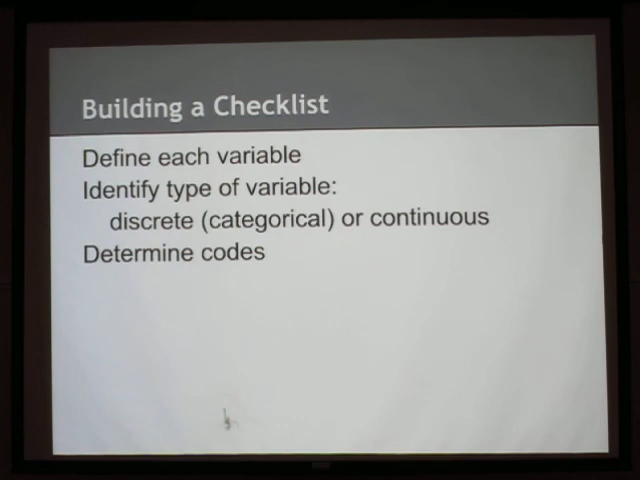 Building a Checklist
Define each variable
Identify type of variable:
discrete (categorical) or continuous
Determine codes